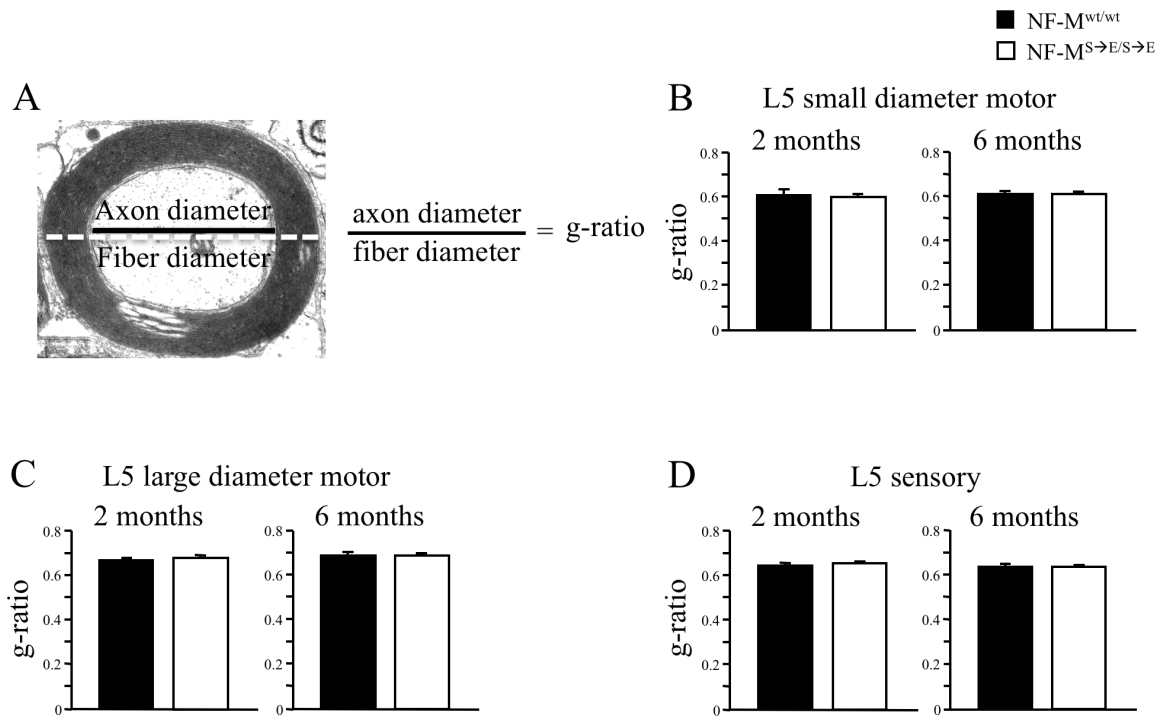 NF-Mwt/wt
NF-MS→E/S→E
A
Axon diameter
Fiber diameter
axon diameter
fiber diameter
= g-ratio
B
L5 small diameter motor
2 months
6 months
g-ratio
0.8
0.6
0.4
0.2
0
0.8
0.6
0.4
0.2
0
C
L5 large diameter motor
2 months
6 months
g-ratio
0.8
0.6
0.4
0.2
0
0.8
0.6
0.4
0.2
0
D
L5 sensory
2 months
6 months
g-ratio
0.8
0.6
0.4
0.2
0
0.8
0.6
0.4
0.2
0